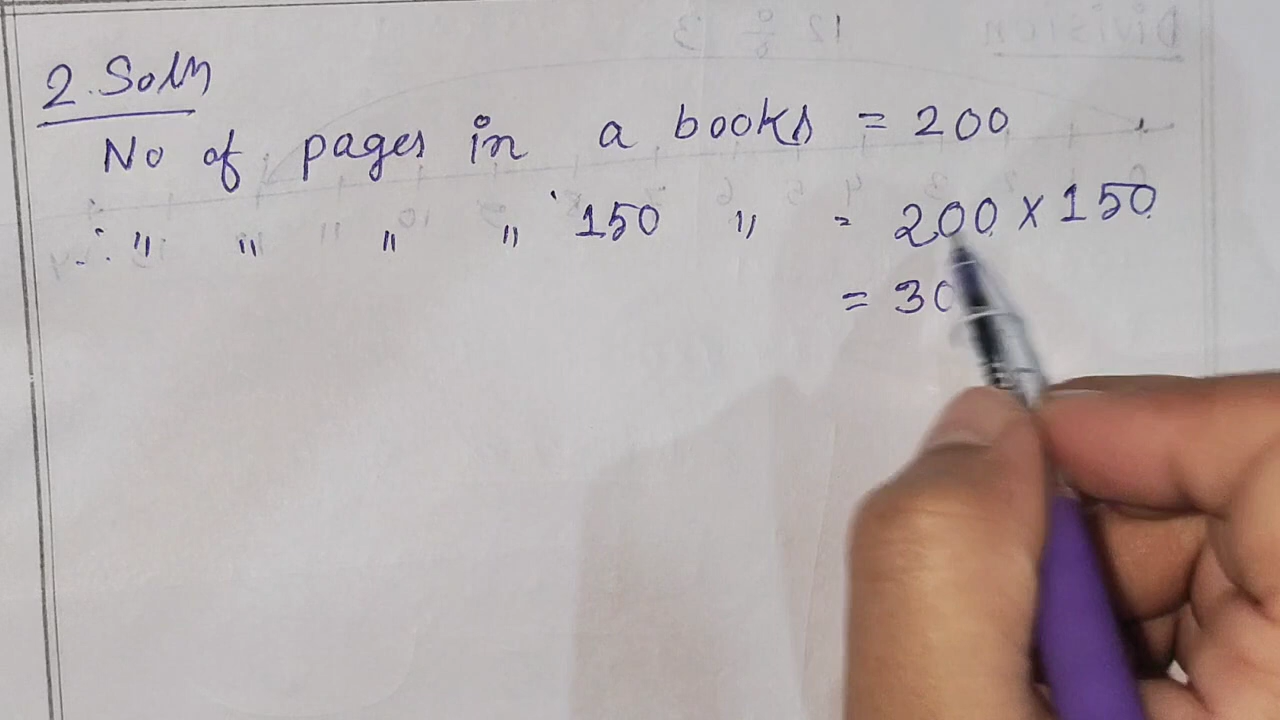 2. Soln
No of pages in a books = 200
∴ " " " " 150 " = 200 × 150
= 30